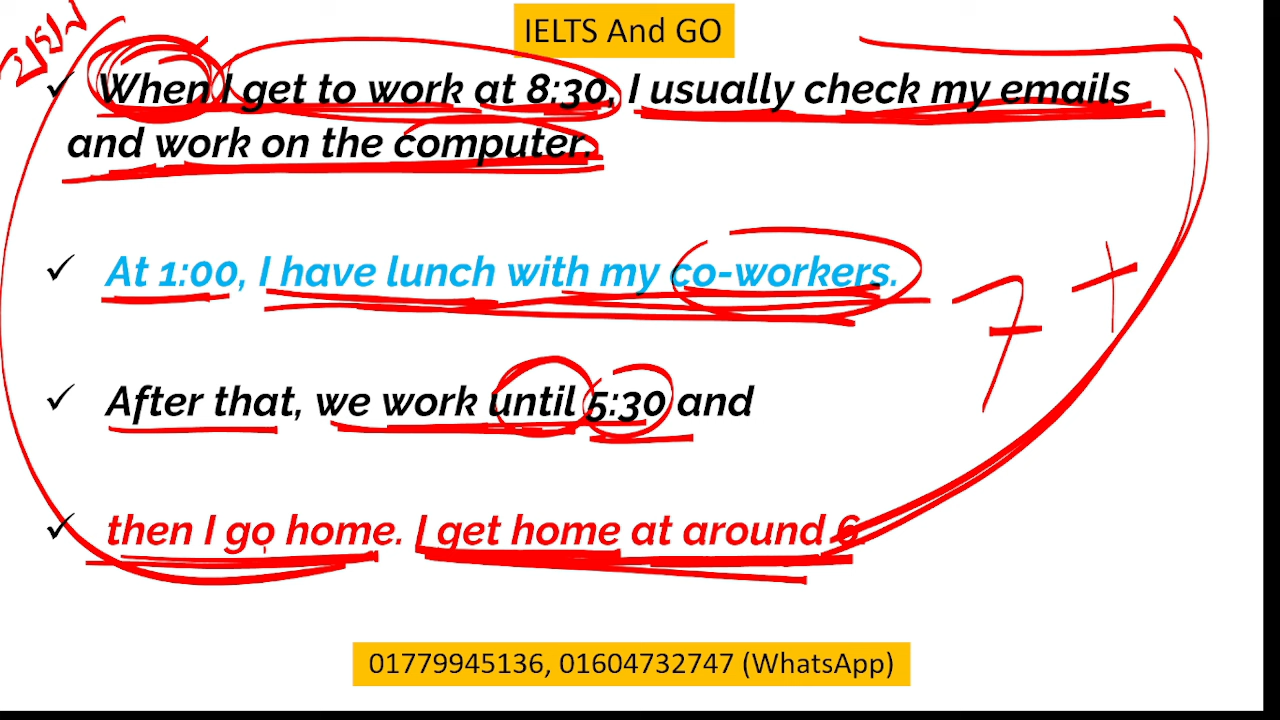 IELTS And GO
✓ When I get to work at 8:30, I usually check my emails
and work on the computer.
✓ At 1:00, I have lunch with my co-workers.
✓ After that, we work until 5:30 and
✓ then I go home. I get home at around 6.
7+
01779945136, 01604732747 (WhatsApp)